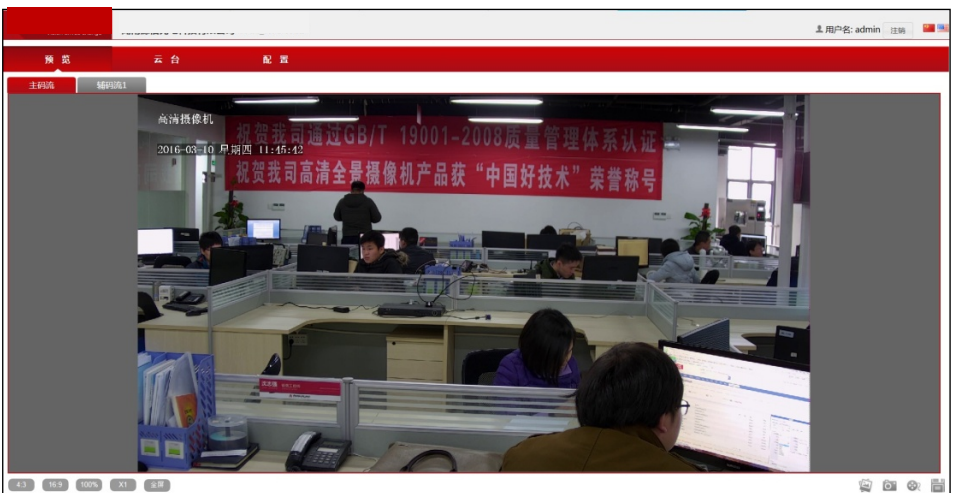 用户名: admin 注销
预 览 云 台 配 置
主码流 辅码流1
高清摄像机
祝贺我司通过GB/T 19001-2008质量管理体系认证
2016-03-10 星期四 11:45:42
祝贺我司高清全景摄像机产品获“中国好技术”荣誉称号
4:3 16:9 100% X1 全屏